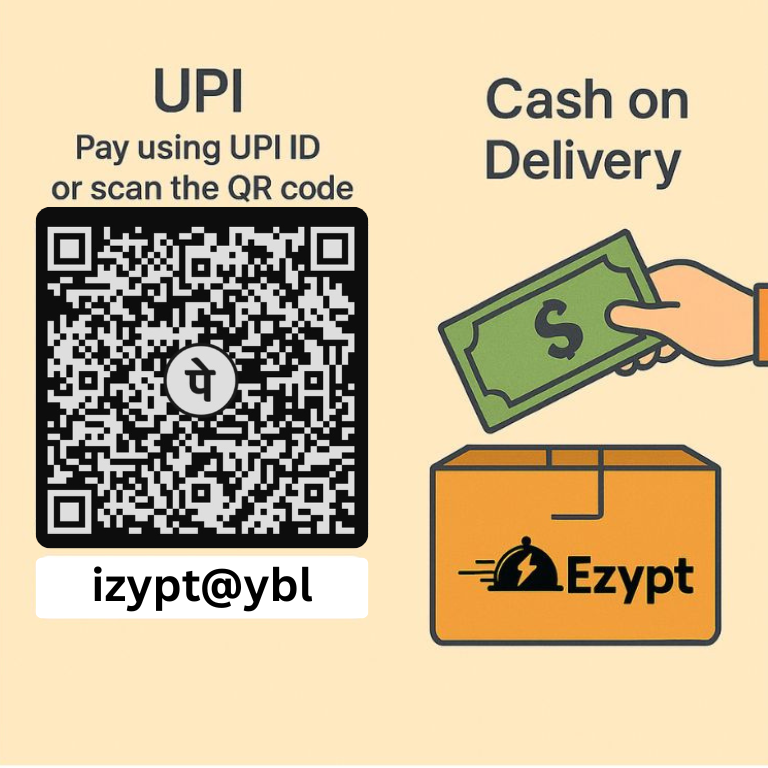 UPI
Pay using UPI ID
or scan the QR code
पे
izypt@ybl
Cash on
Delivery
$
Ezypt